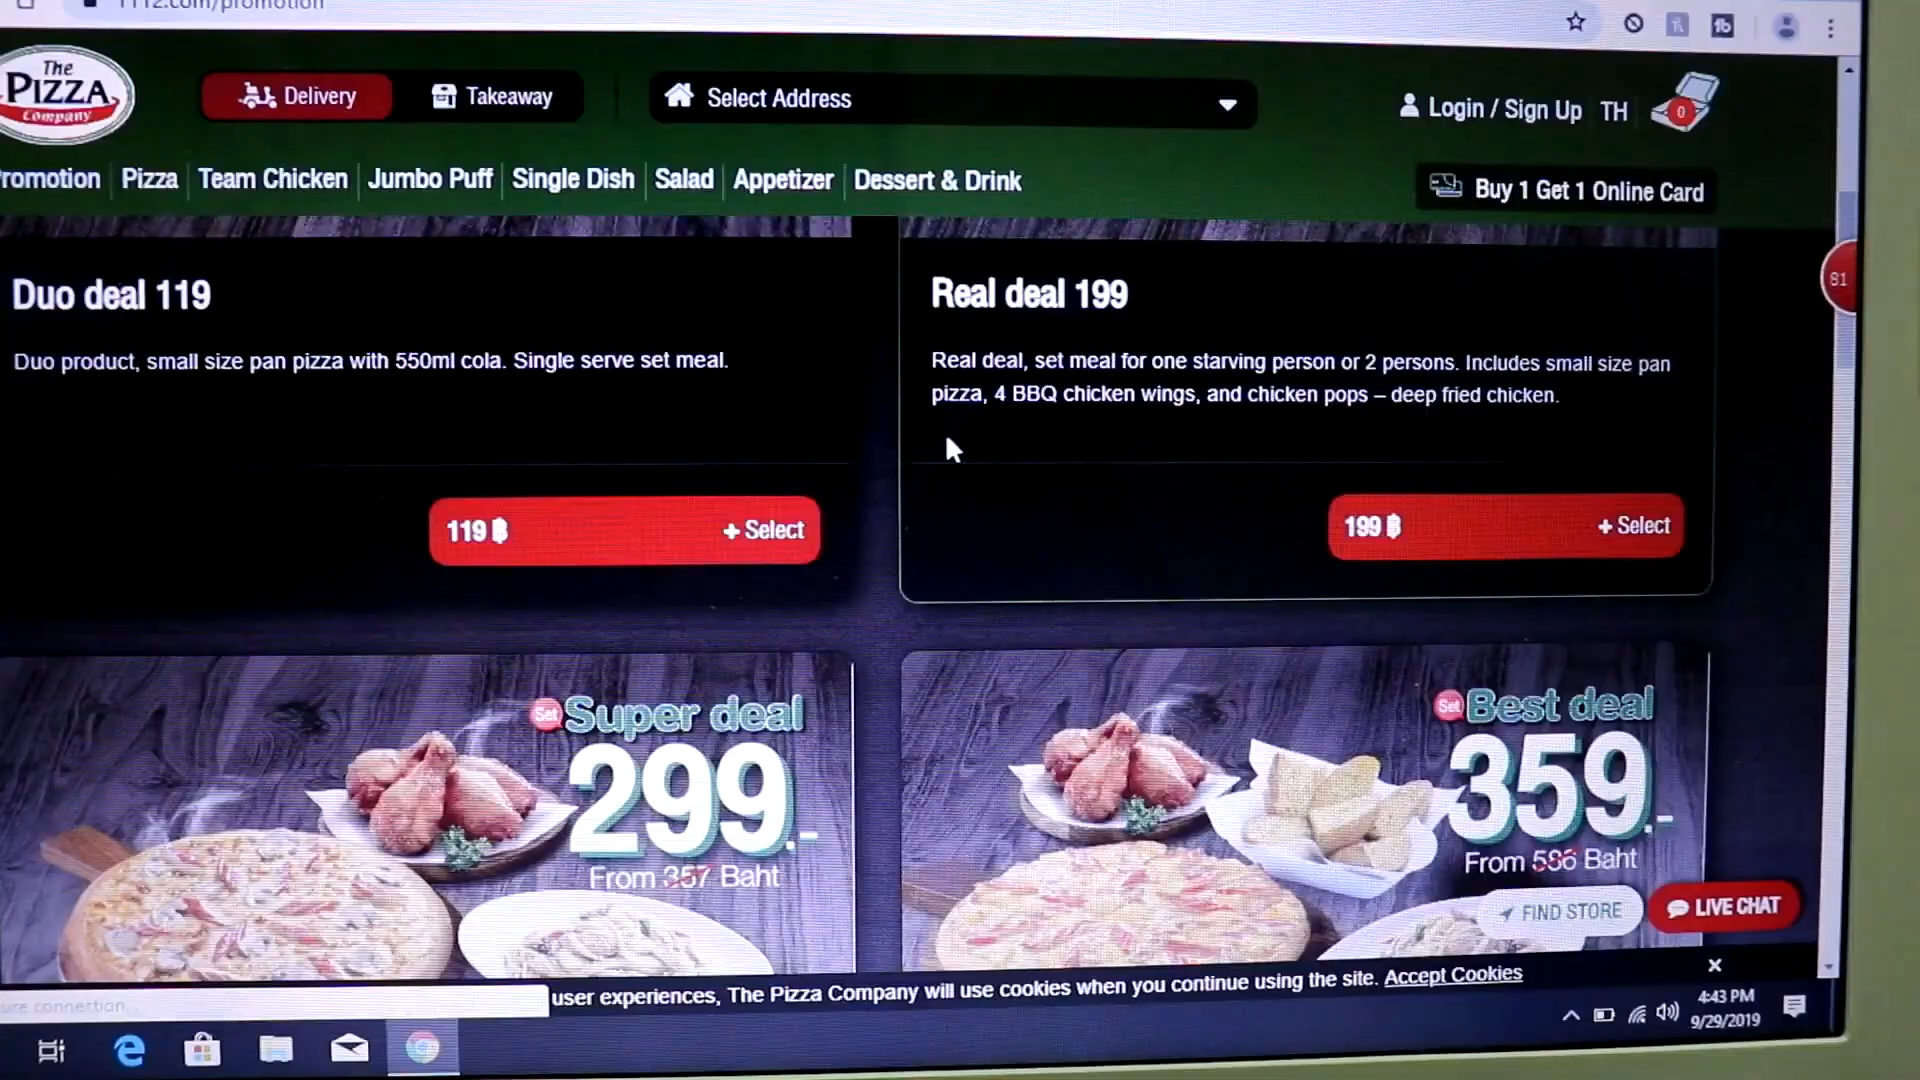 1112.com/promotion
The
PIZZA
Company
Delivery
Takeaway
Select Address
Login / Sign Up
TH
0
romotion
Pizza
Team Chicken
Jumbo Puff
Single Dish
Salad
Appetizer
Dessert & Drink
Buy 1 Get 1 Online Card
81
Duo deal 119
Duo product, small size pan pizza with 550ml cola. Single serve set meal.
119 ฿
+ Select
Real deal 199
Real deal, set meal for one starving person or 2 persons. Includes small size pan
pizza, 4 BBQ chicken wings, and chicken pops – deep fried chicken.
199 ฿
+ Select
Set Super deal
299.-
From 357 Baht
Set Best deal
359.-
From 586 Baht
FIND STORE
LIVE CHAT
ure connection...
user experiences, The Pizza Company will use cookies when you continue using the site. Accept Cookies
4:43 PM
9/29/2019